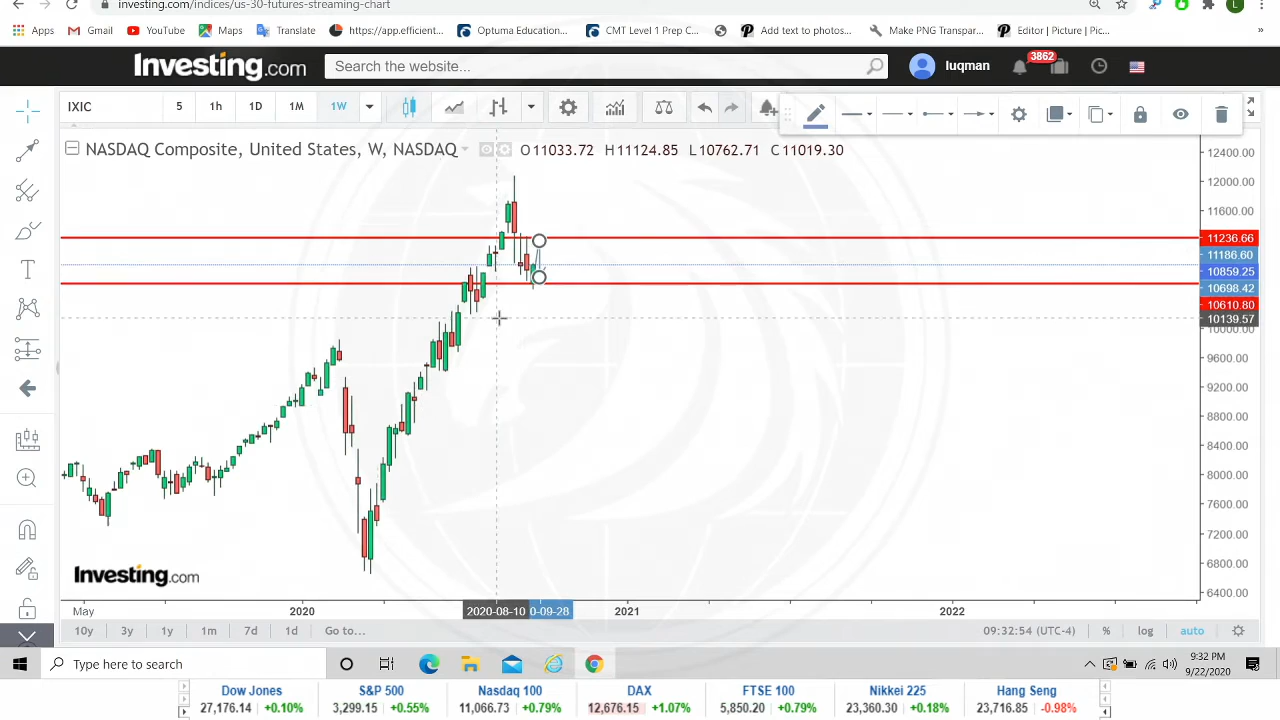 investing.com/indices/us-30-futures-streaming-chart
L
Apps Gmail YouTube Maps Translate https://app.efficient... Optuma Education... CMT Level 1 Prep C... Add text to photos... Make PNG Transpar... Editor | Picture | Pic... »
Investing.com Search the website... luqman 3862
IXIC 5 1h 1D 1M 1W
NASDAQ Composite, United States, W, NASDAQ O11033.72 H11124.85 L10762.71 C11019.30
12400.00
12000.00
11600.00
11236.66
11186.60
10859.25
10698.42
10610.80
10139.57
10000.00
9600.00
9200.00
8800.00
8400.00
8000.00
7600.00
7200.00
6800.00
6400.00
Investing.com
May 2020 2020-08-10 0-09-28 2021 2022
10y 3y 1y 1m 7d 1d Go to... 09:32:54 (UTC-4) % log auto
Type here to search 9:32 PM
9/22/2020
Dow Jones S&P 500 Nasdaq 100 DAX FTSE 100 Nikkei 225 Hang Seng
27,176.14 +0.10% 3,299.15 +0.55% 11,066.73 +0.79% 12,676.15 +1.07% 5,850.20 +0.79% 23,360.30 +0.18% 23,716.85 -0.98%